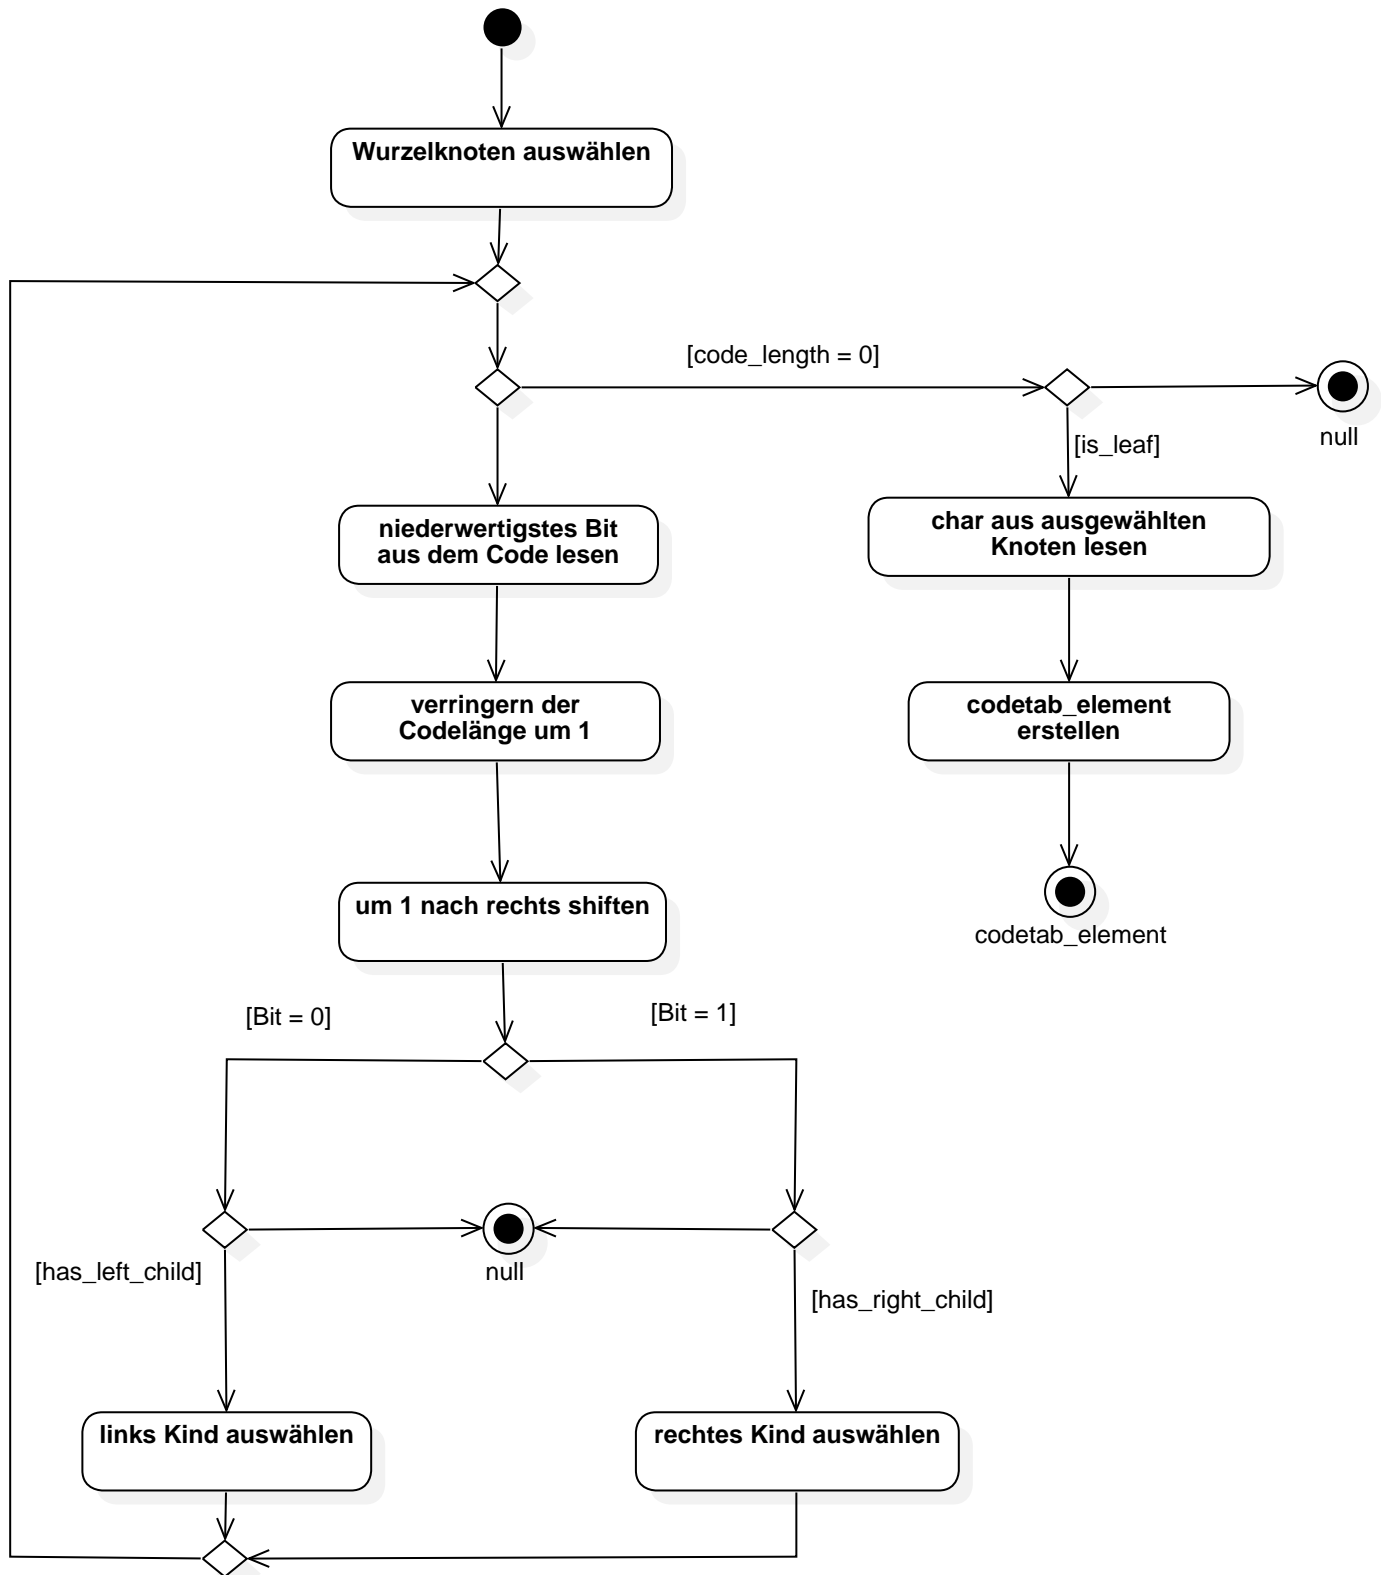 Wurzelknoten auswählen
[code_length = 0]
null
[is_leaf]
niederwertigstes Bit
aus dem Code lesen
char aus ausgewählten
Knoten lesen
verringern der
Codelänge um 1
codetab_element
erstellen
um 1 nach rechts shiften
codetab_element
[Bit = 0]
[Bit = 1]
[has_left_child]
null
[has_right_child]
links Kind auswählen
rechtes Kind auswählen